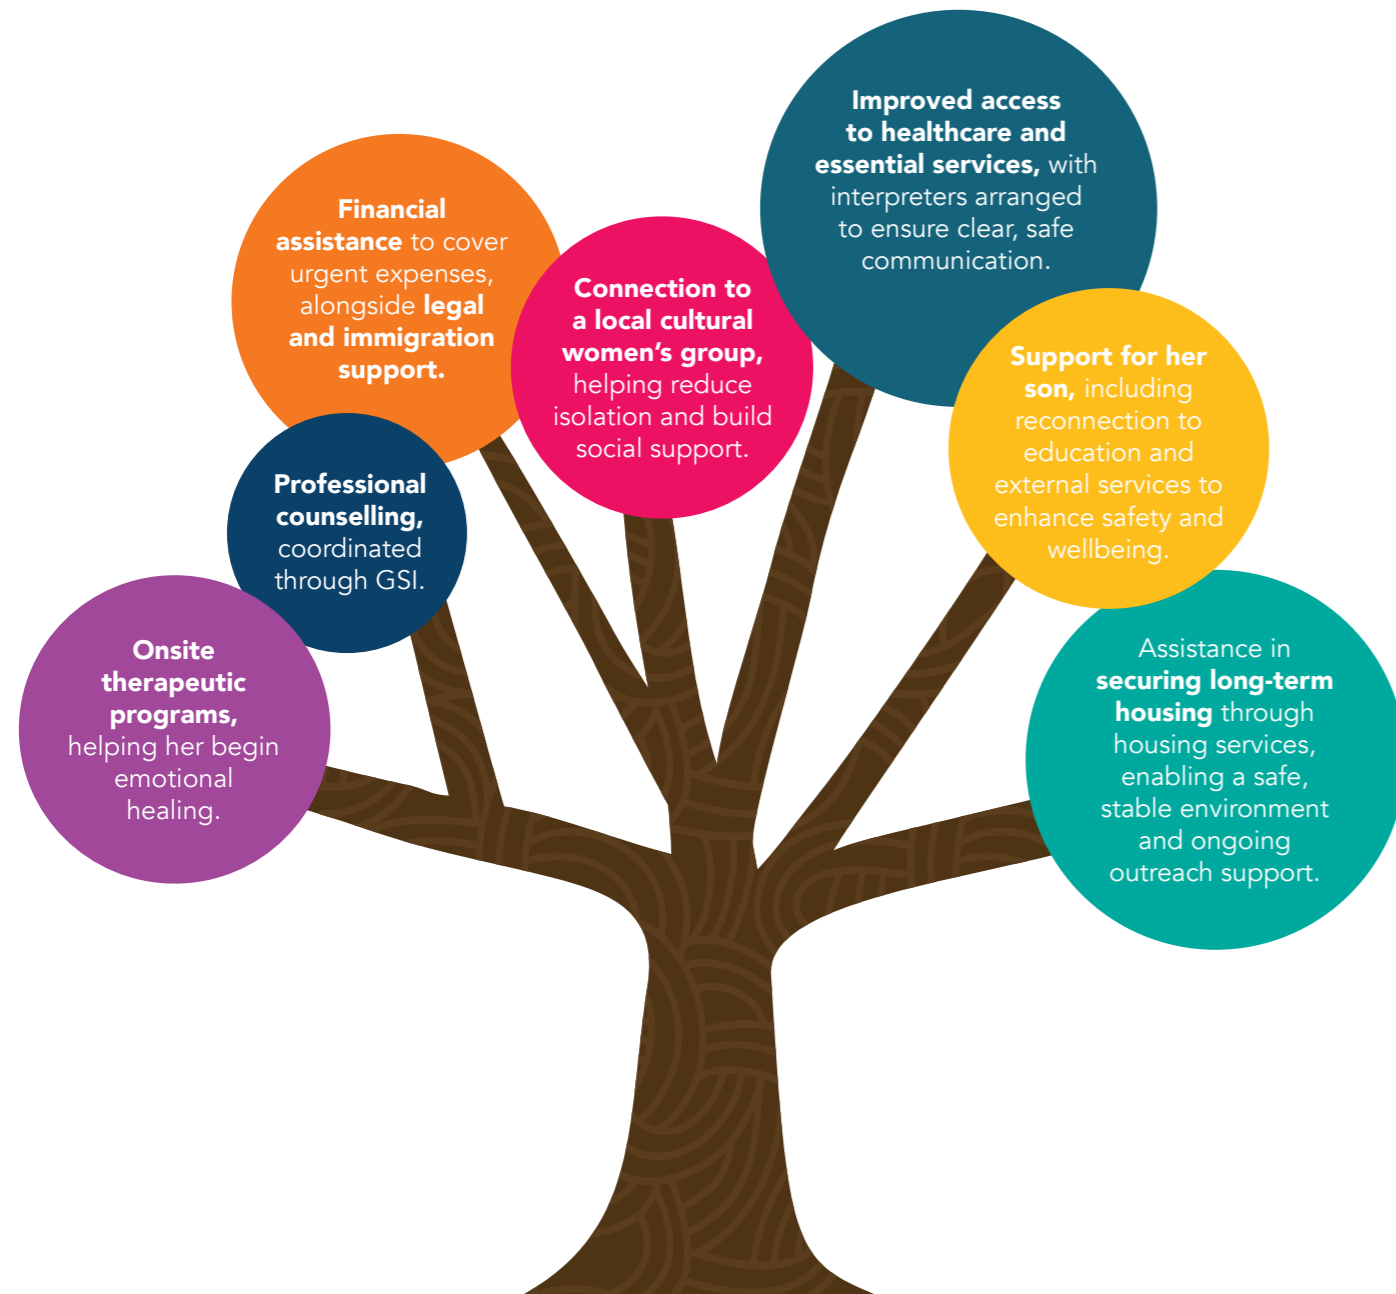 Onsite
therapeutic
programs,
helping her begin
emotional
healing.
Professional
counselling,
coordinated
through GSI.
Financial
assistance to cover
urgent expenses,
alongside legal
and immigration
support.
Connection to
a local cultural
women’s group,
helping reduce
isolation and build
social support.
Improved access
to healthcare and
essential services, with
interpreters arranged
to ensure clear, safe
communication.
Support for her
son, including
reconnection to
education and
external services to
enhance safety and
wellbeing.
Assistance in
securing long-term
housing through
housing services,
enabling a safe,
stable environment
and ongoing
outreach support.